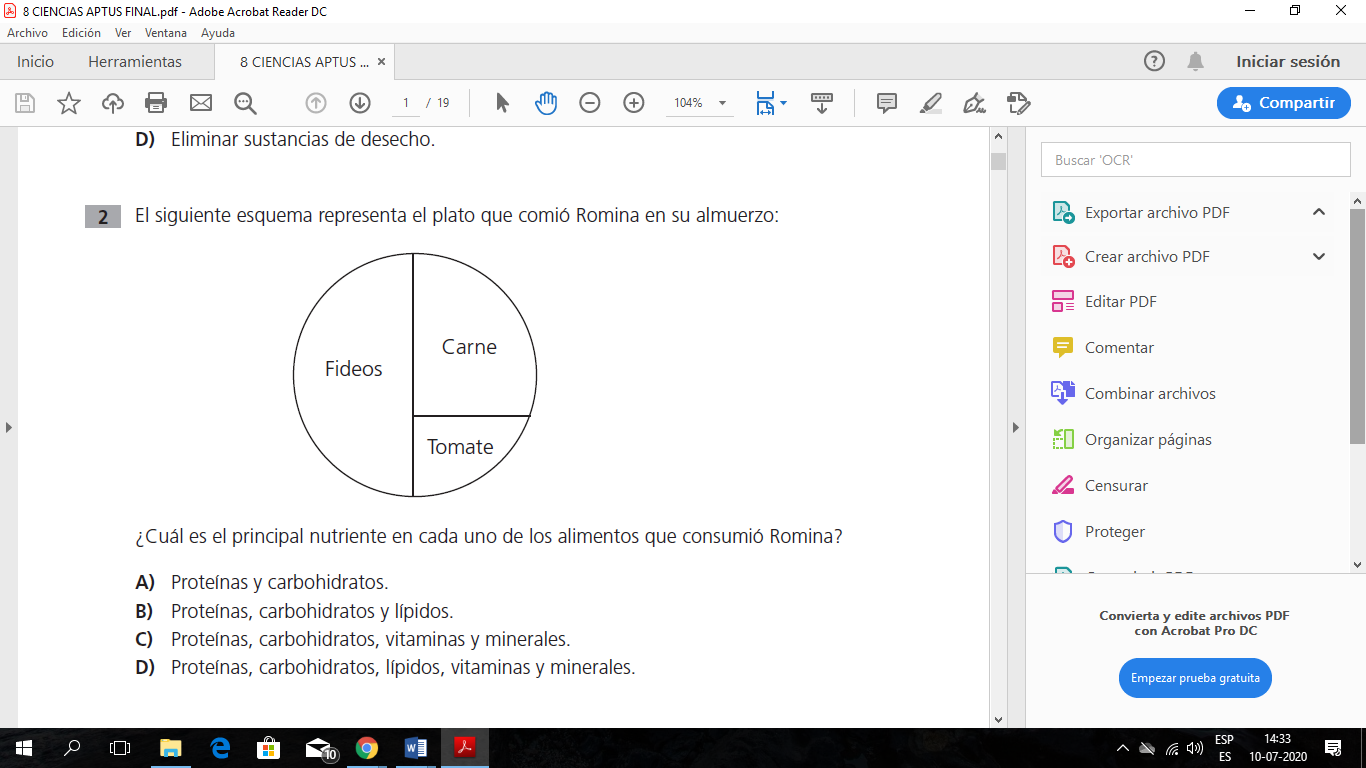 8 CIENCIAS APTUS FINAL.pdf - Adobe Acrobat Reader DC
Archivo Edición Ver Ventana Ayuda
Inicio Herramientas 8 CIENCIAS APTUS ... Iniciar sesión
1 / 19 104% Compartir
D) Eliminar sustancias de desecho.
2 El siguiente esquema representa el plato que comió Romina en su almuerzo:
Fideos
Carne
Tomate
¿Cuál es el principal nutriente en cada uno de los alimentos que consumió Romina?
A) Proteínas y carbohidratos.
B) Proteínas, carbohidratos y lípidos.
C) Proteínas, carbohidratos, vitaminas y minerales.
D) Proteínas, carbohidratos, lípidos, vitaminas y minerales.
Buscar 'OCR'
Exportar archivo PDF
Crear archivo PDF
Editar PDF
Comentar
Combinar archivos
Organizar páginas
Censurar
Proteger
Convierta y edite archivos PDF
con Acrobat Pro DC
Empezar prueba gratuita
10
ESP
ES
14:33
10-07-2020